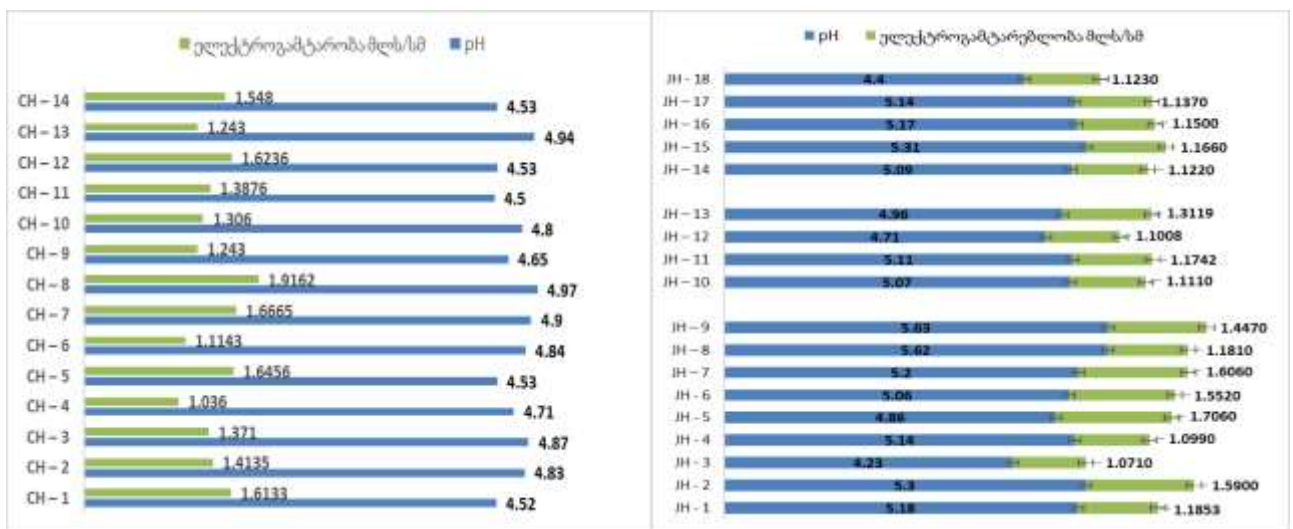 ელექტროგამტარობა მლს/სმ pH
CH – 14 1.548 4.53
CH – 13 1.243 4.94
CH – 12 1.6236 4.53
CH – 11 1.3876 4.5
CH – 10 1.306 4.8
CH – 9 1.243 4.65
CH – 8 1.9162 4.97
CH – 7 1.6665 4.9
CH – 6 1.1143 4.84
CH – 5 1.6456 4.53
CH – 4 1.036 4.71
CH – 3 1.371 4.87
CH – 2 1.4135 4.83
CH – 1 1.6133 4.52
pH ელექტროგამტარებლობა მლს/სმ
JH - 18 4.4 1.1230
JH – 17 5.14 1.1370
JH – 16 5.17 1.1500
JH – 15 5.31 1.1660
JH – 14 5.09 1.1220
JH – 13 4.96 1.3119
JH – 12 4.71 1.1008
JH – 11 5.11 1.1742
JH – 10 5.07 1.1110
JH – 9 5.63 1.4470
JH – 8 5.62 1.1810
JH – 7 5.2 1.6060
JH - 6 5.06 1.5520
JH – 5 4.86 1.7060
JH - 4 5.14 1.0990
JH - 3 4.23 1.0710
JH - 2 5.3 1.5900
JH - 1 5.18 1.1853